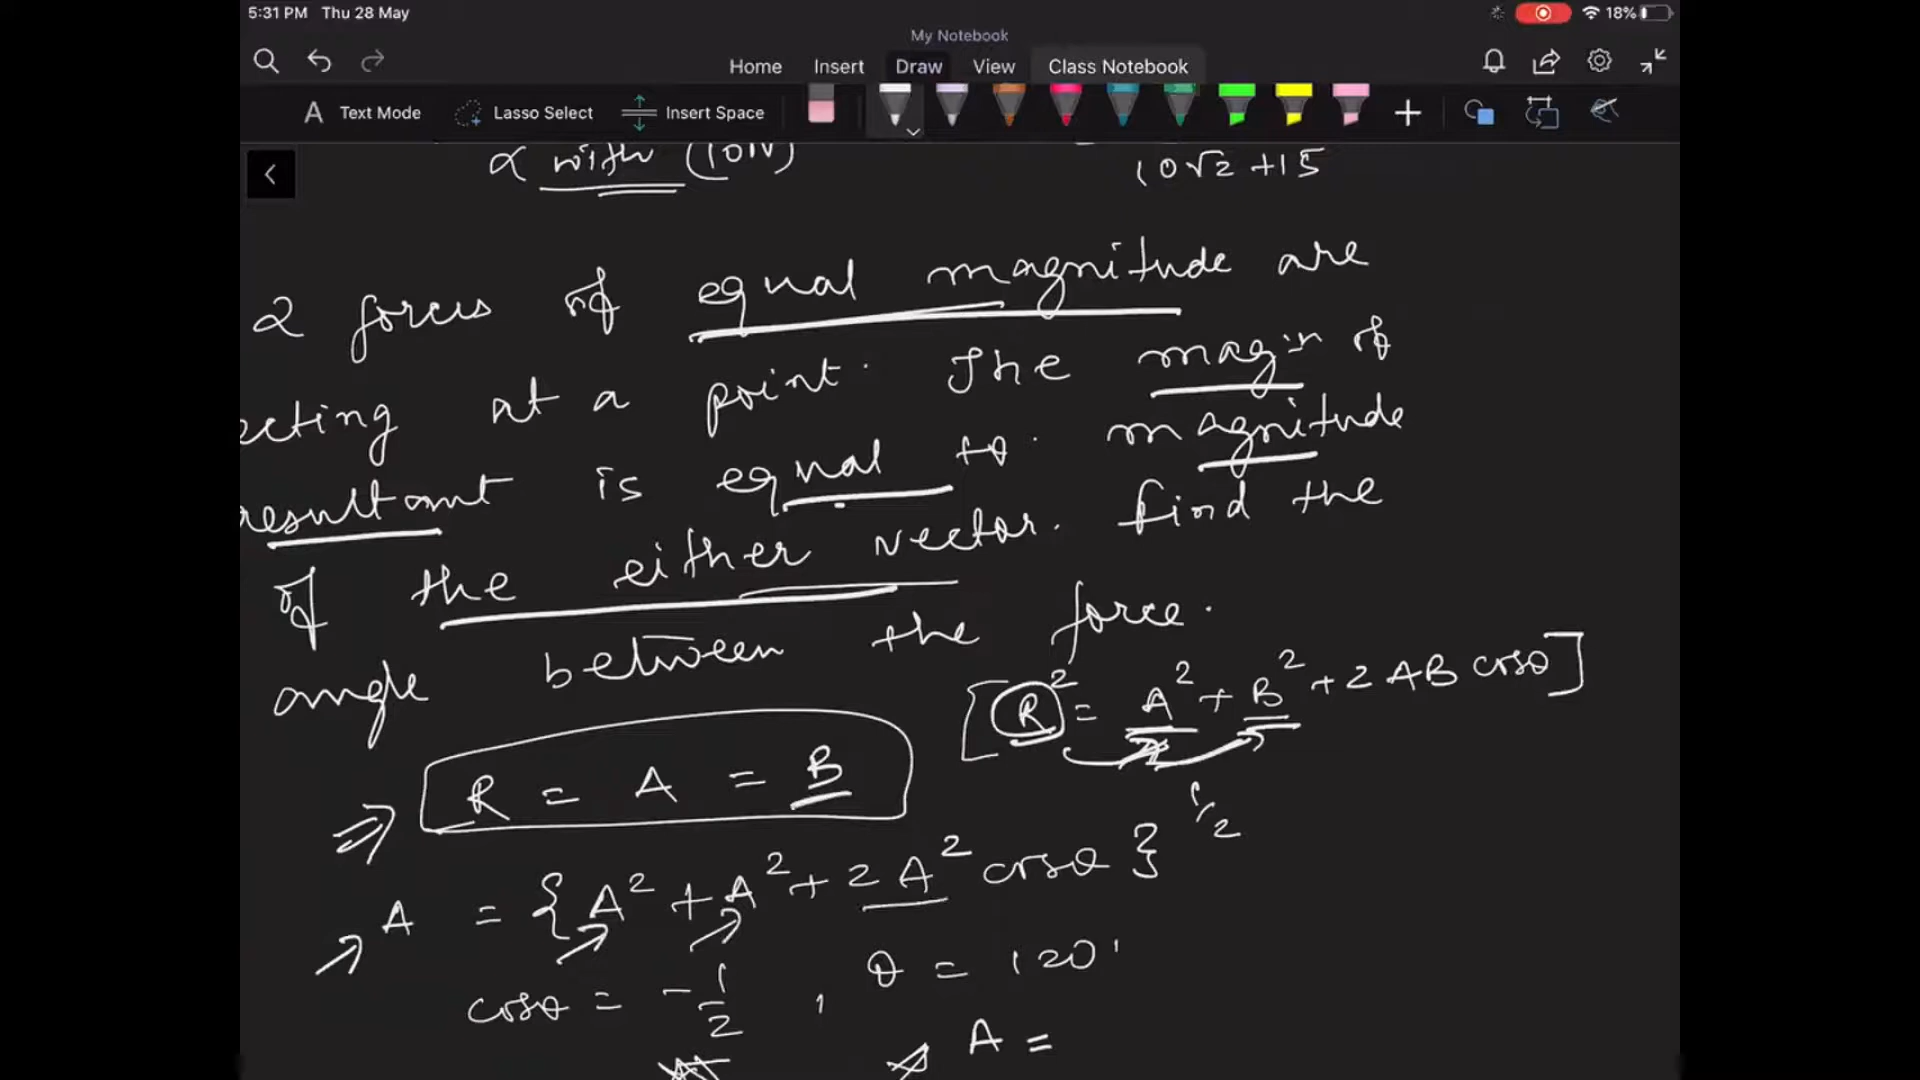 5:31 PM Thu 28 May
18%
My Notebook
Home Insert Draw View Class Notebook
A Text Mode Lasso Select Insert Space
α with (10N)
10√2 +15
2 forces of equal magnitude are
acting at a point. The magn of
resultant is equal to magnitude
of the either vector. find the
angle between the force.
[R² = A² + B² + 2AB cosθ]
⇒ R = A = B
A = {A² + A² + 2A² cosθ}^1/2
cosθ = -1/2 , θ = 120°
A =